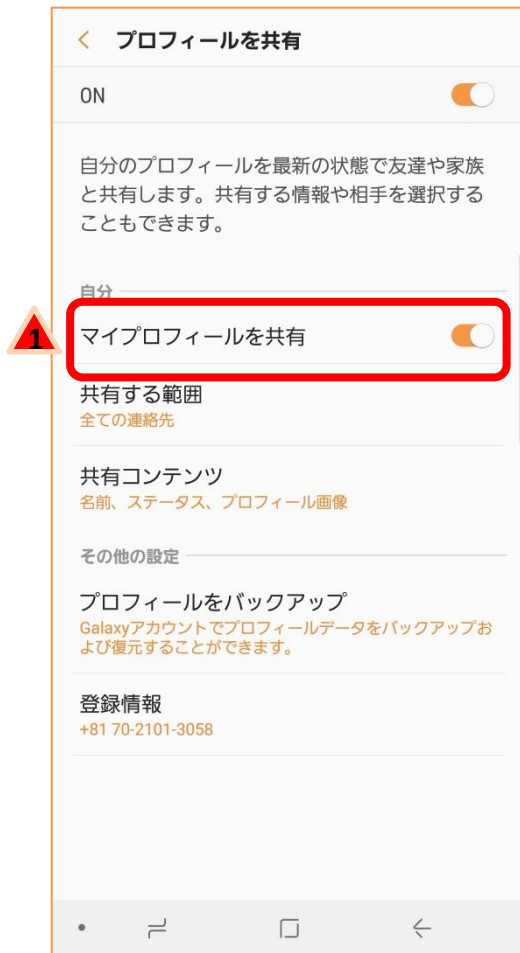 プロフィールを共有
ON
自分のプロフィールを最新の状態で友達や家族
と共有します。共有する情報や相手を選択する
こともできます。
自分
1
マイプロフィールを共有
共有する範囲
全ての連絡先
共有コンテンツ
名前、ステータス、プロフィール画像
その他の設定
プロフィールをバックアップ
Galaxyアカウントでプロフィールデータをバックアップお
よび復元することができます。
登録情報
+81 70-2101-3058